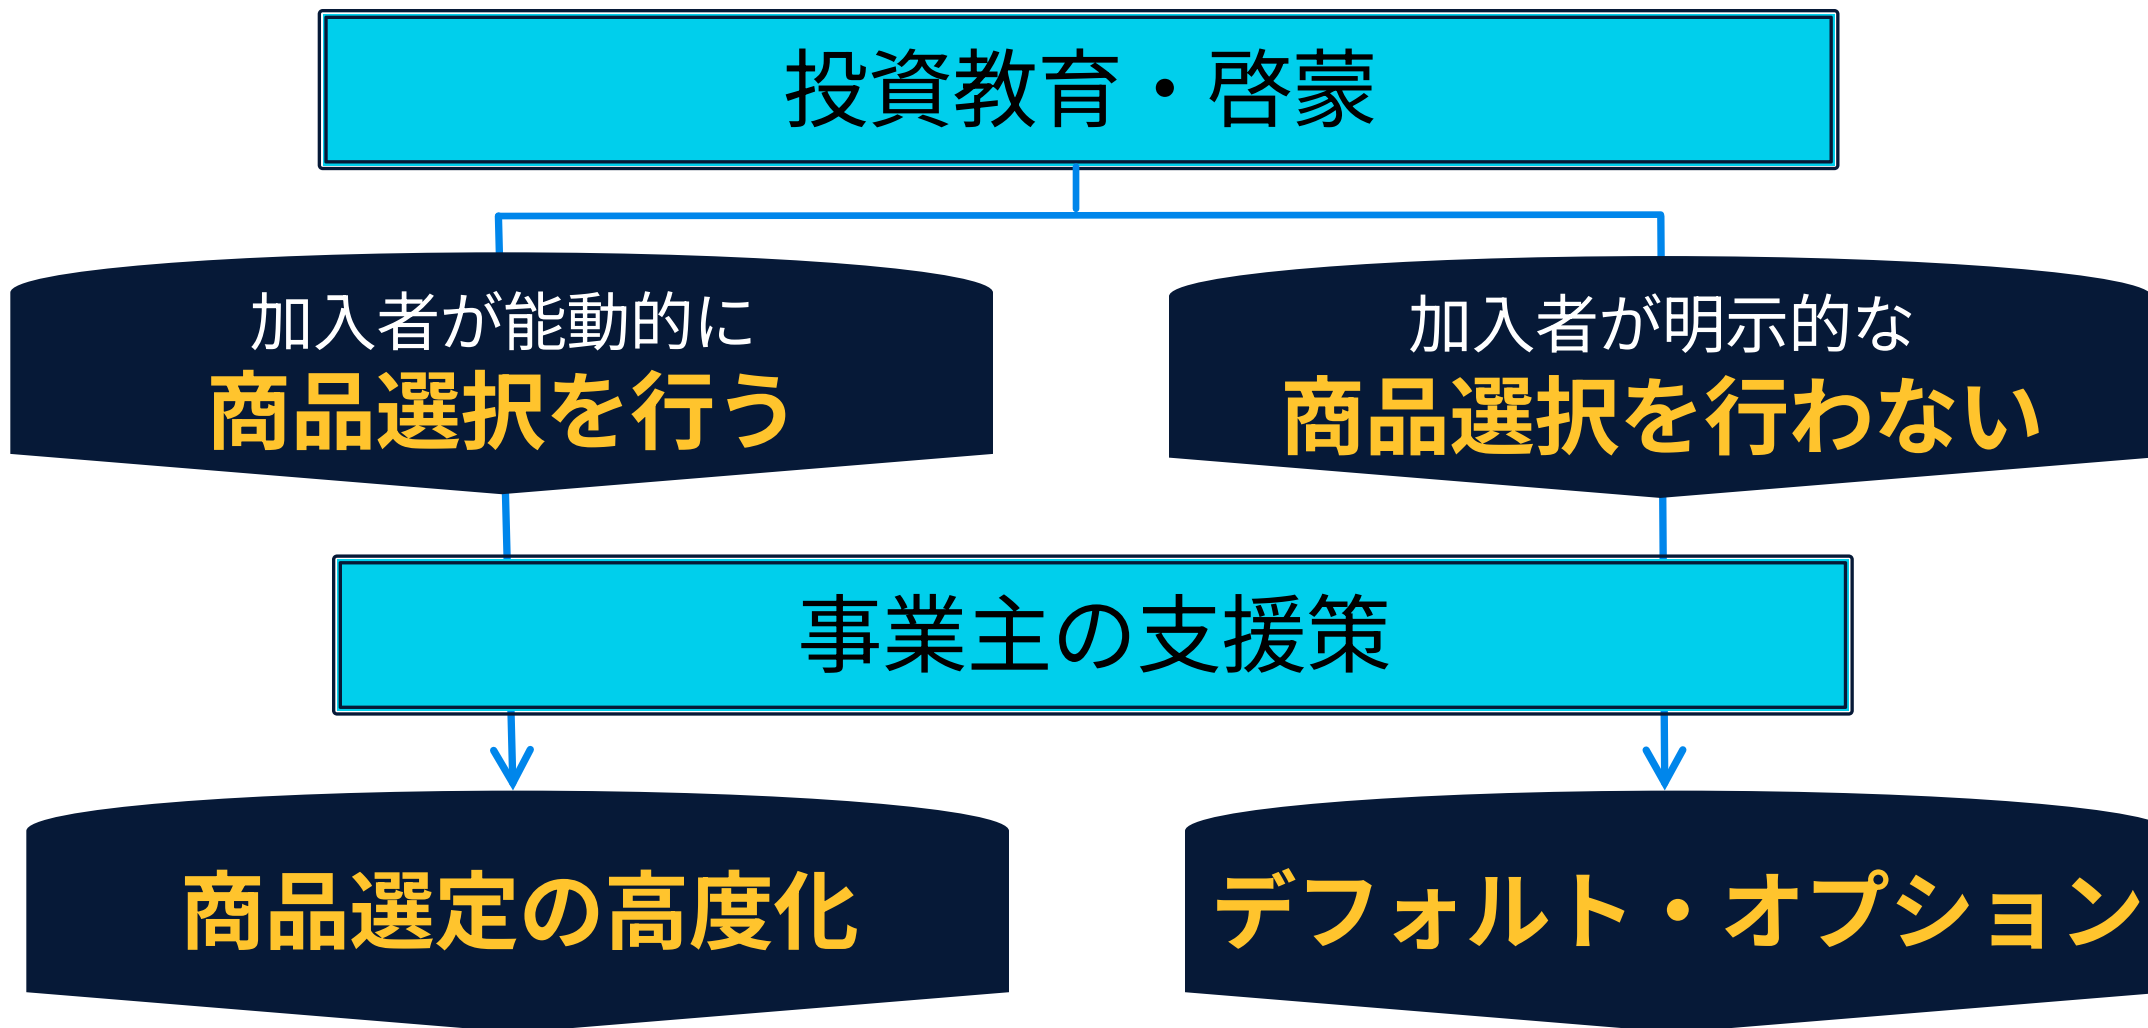 投資教育・啓蒙
加入者が能動的に
商品選択を行う
加入者が明示的な
商品選択を行わない
事業主の支援策
商品選定の高度化
デフォルト・オプション